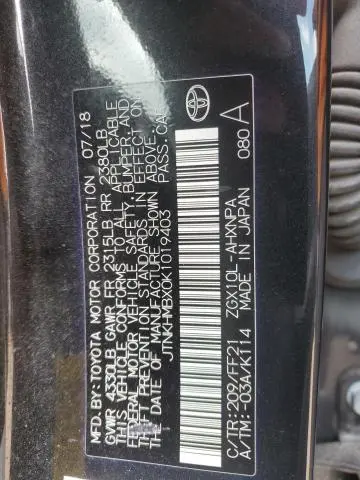 MFD. BY: TOYOTA MOTOR CORPORATION 07/18
GVWR 4330LB GAWR FR 2315LB RR 2380LB
THIS VEHICLE CONFORMS TO ALL APPLICABLE
FEDERAL MOTOR VEHICLE SAFETY, BUMPER, AND
THEFT PREVENTION STANDARDS IN EFFECT ON
THE DATE OF MANUFACTURE SHOWN ABOVE.
JTNKHMBX0K1019403 PASS.CAR
C/TR:209/FF21 ZGX10L-AHXNPA
A/TM:-03A/K114 MADE IN JAPAN 080 A
TOYOTA